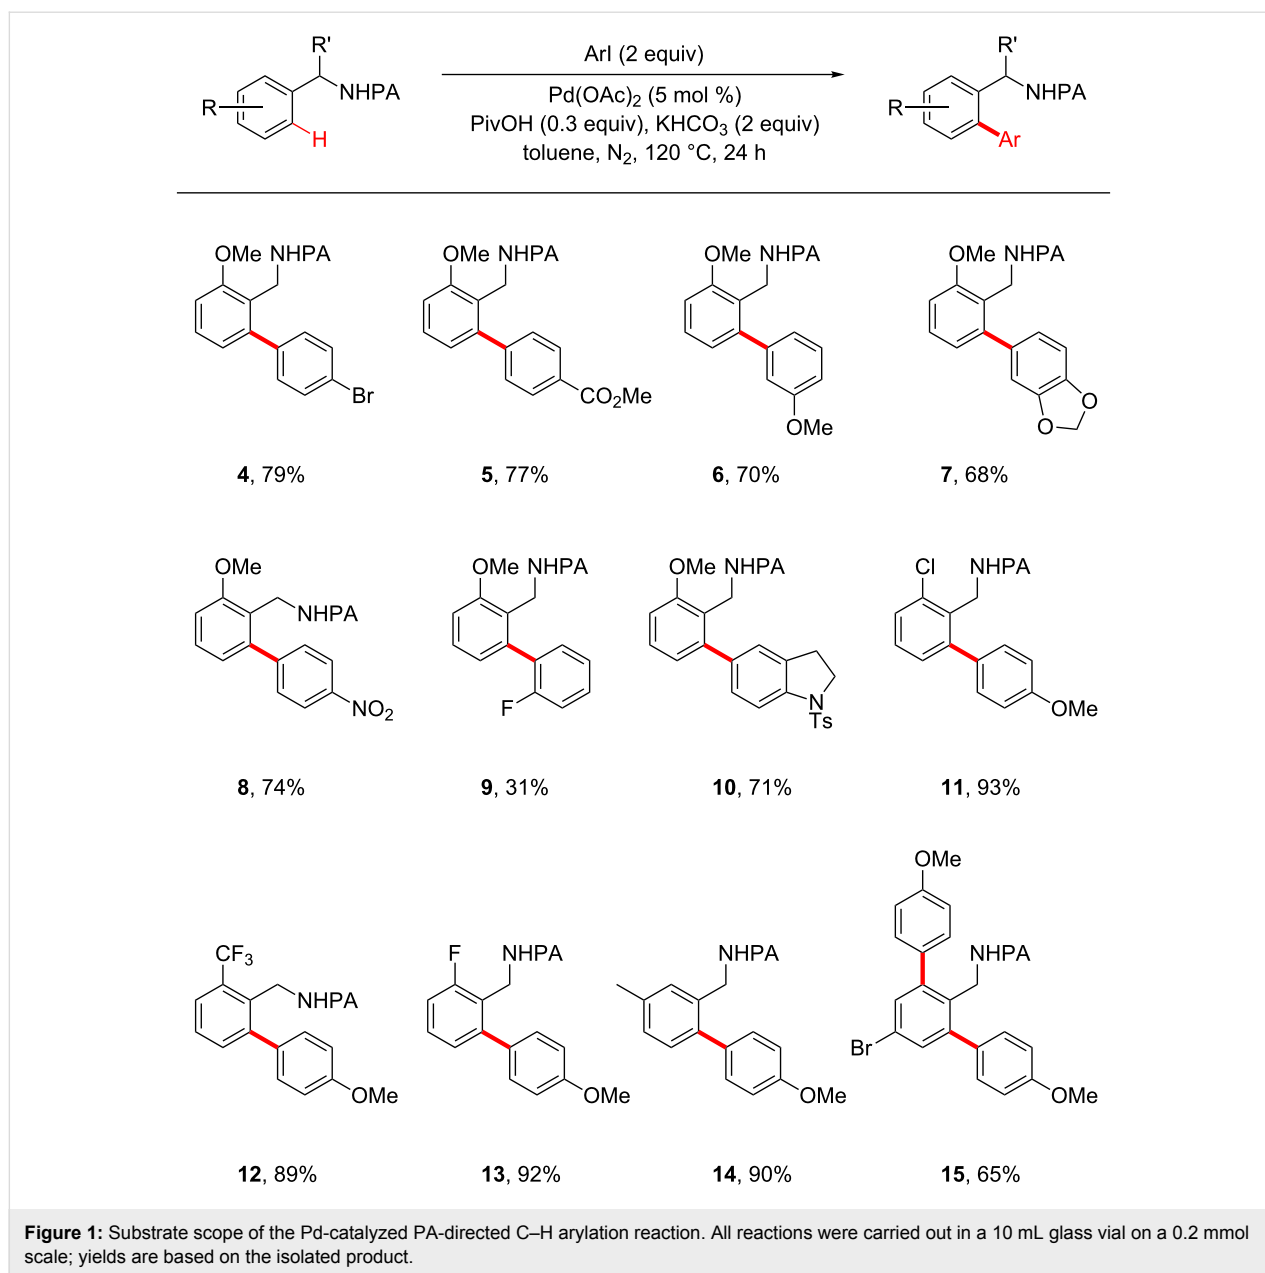 R'
NHPA
R
H
ArI (2 equiv)
Pd(OAc)2 (5 mol %)
PivOH (0.3 equiv), KHCO3 (2 equiv)
toluene, N2, 120 °C, 24 h
R'
NHPA
R
Ar
OMe NHPA
Br
4, 79%
OMe NHPA
CO2Me
5, 77%
OMe NHPA
OMe
6, 70%
OMe NHPA
O
O
7, 68%
OMe
NHPA
NO2
8, 74%
OMe NHPA
F
9, 31%
OMe NHPA
N
Ts
10, 71%
Cl NHPA
OMe
11, 93%
CF3
NHPA
OMe
12, 89%
F NHPA
OMe
13, 92%
NHPA
OMe
14, 90%
OMe
NHPA
Br
OMe
15, 65%
Figure 1: Substrate scope of the Pd-catalyzed PA-directed C–H arylation reaction. All reactions were carried out in a 10 mL glass vial on a 0.2 mmol
scale; yields are based on the isolated product.